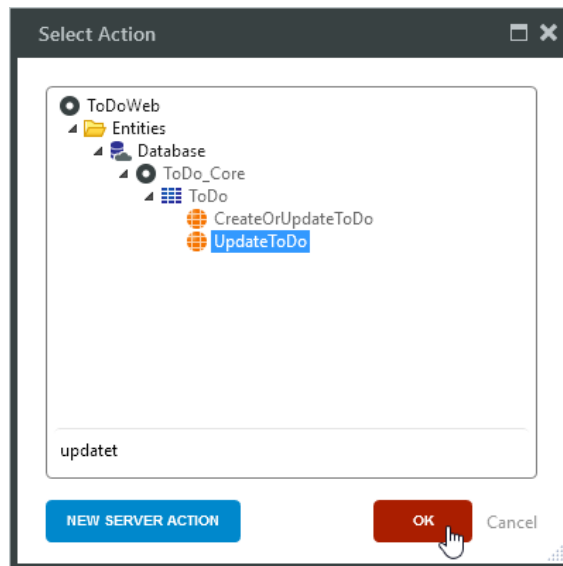 Select Action
ToDoWeb
Entities
Database
ToDo_Core
ToDo
CreateOrUpdateToDo
UpdateToDo
updatet
NEW SERVER ACTION
OK
Cancel